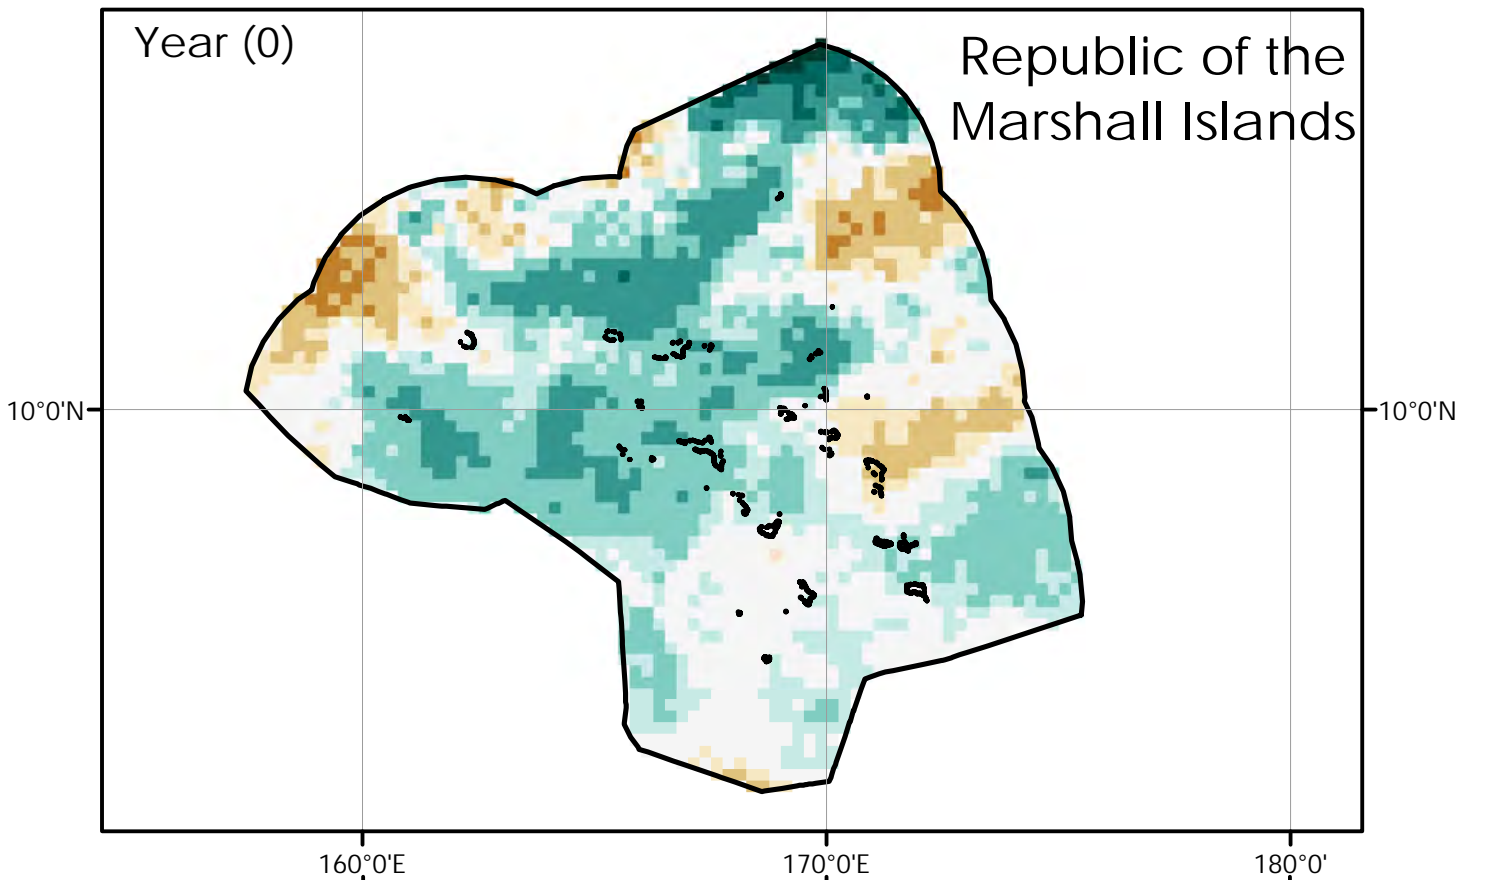 Year (0)
Republic of the
Marshall Islands
10°0'N
10°0'N
160°0'E
170°0'E
180°0'